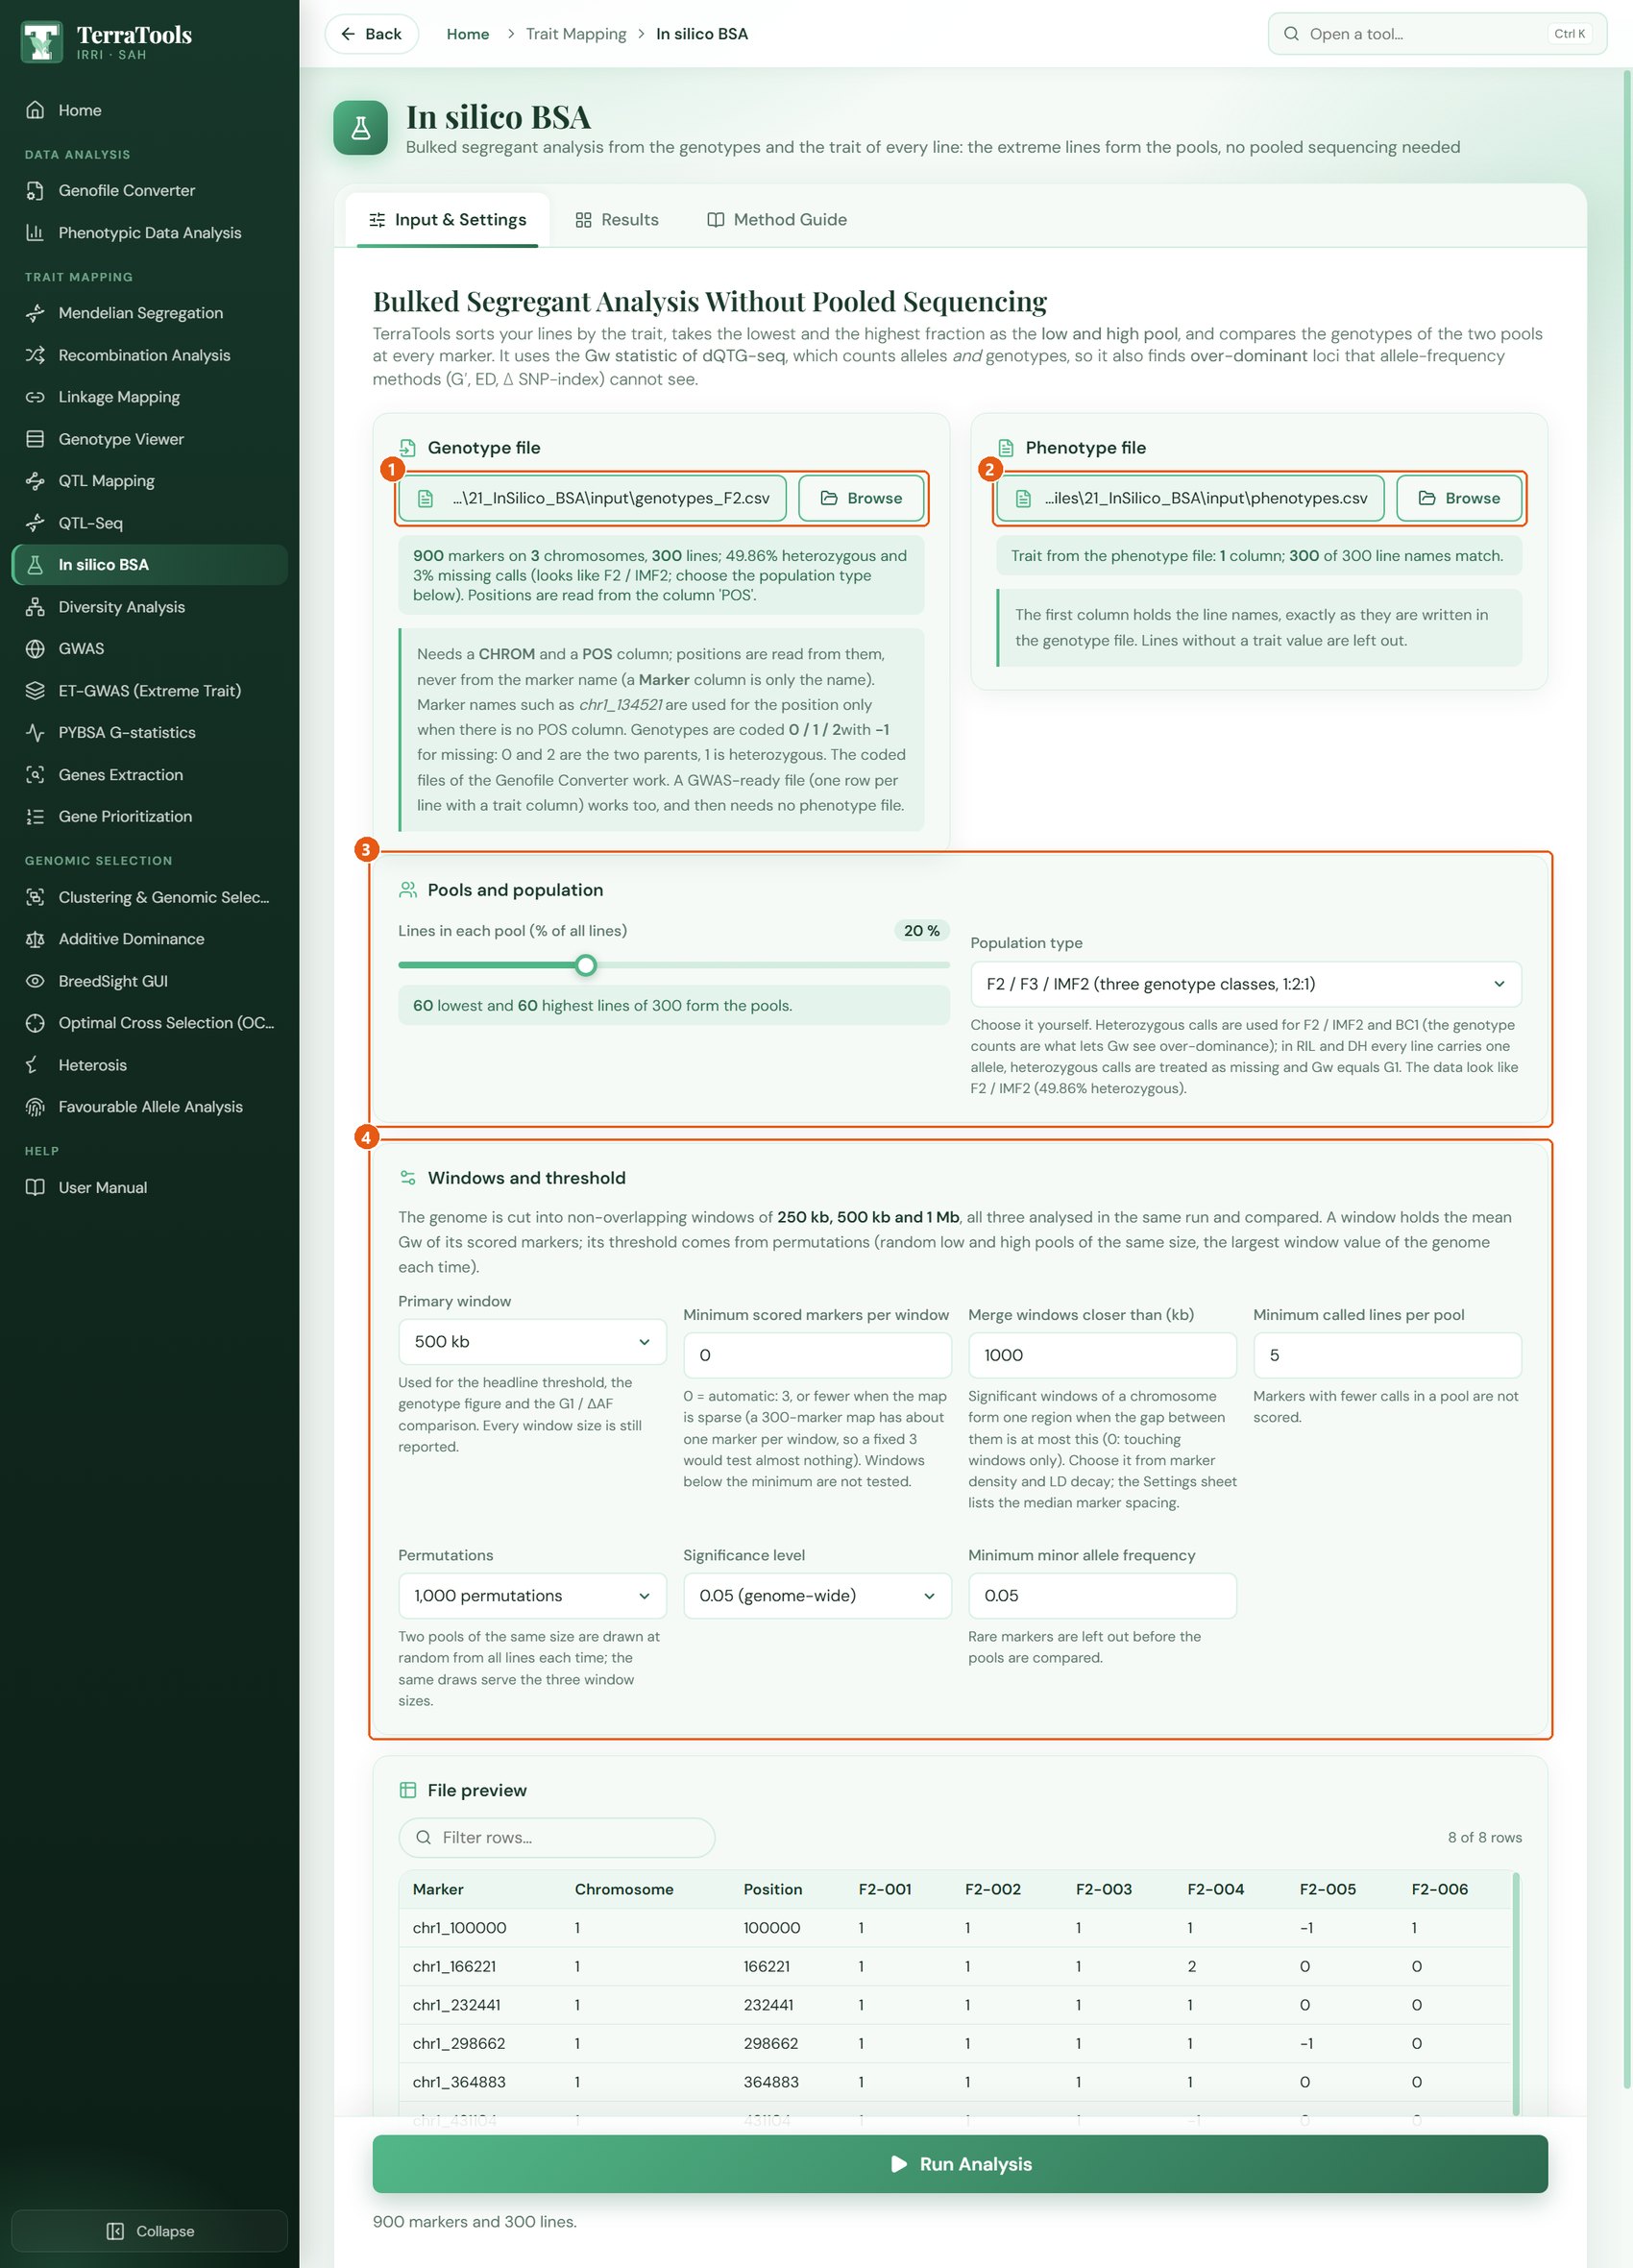 TerraTools
IRRI · SAH
Home
DATA ANALYSIS
Genofile Converter
Phenotypic Data Analysis
TRAIT MAPPING
Mendelian Segregation
Recombination Analysis
Linkage Mapping
Genotype Viewer
QTL Mapping
QTL-Seq
In silico BSA
Diversity Analysis
GWAS
ET-GWAS (Extreme Trait)
PYBSA G-statistics
Genes Extraction
Gene Prioritization
GENOMIC SELECTION
Clustering & Genomic Selec...
Additive Dominance
BreedSight GUI
Optimal Cross Selection (OC...
Heterosis
Favourable Allele Analysis
HELP
User Manual
Collapse
Back Home > Trait Mapping > In silico BSA
Open a tool... Ctrl K
In silico BSA
Bulked segregant analysis from the genotypes and the trait of every line: the extreme lines form the pools, no pooled sequencing needed
Input & Settings Results Method Guide
Bulked Segregant Analysis Without Pooled Sequencing
TerraTools sorts your lines by the trait, takes the lowest and the highest fraction as the low and high pool, and compares the genotypes of the two pools
at every marker. It uses the Gw statistic of dQTG-seq, which counts alleles and genotypes, so it also finds over-dominant loci that allele-frequency
methods (G′, ED, Δ SNP-index) cannot see.
Genotype file
1
...\21_InSilico_BSA\input\genotypes_F2.csv Browse
900 markers on 3 chromosomes, 300 lines; 49.86% heterozygous and
3% missing calls (looks like F2 / IMF2; choose the population type
below). Positions are read from the column 'POS'.
Needs a CHROM and a POS column; positions are read from them,
never from the marker name (a Marker column is only the name).
Marker names such as chr1_134521 are used for the position only
when there is no POS column. Genotypes are coded 0 / 1 / 2with -1
for missing: 0 and 2 are the two parents, 1 is heterozygous. The coded
files of the Genofile Converter work. A GWAS-ready file (one row per
line with a trait column) works too, and then needs no phenotype file.
Phenotype file
2
...iles\21_InSilico_BSA\input\phenotypes.csv Browse
Trait from the phenotype file: 1 column; 300 of 300 line names match.
The first column holds the line names, exactly as they are written in
the genotype file. Lines without a trait value are left out.
3
Pools and population
Lines in each pool (% of all lines) 20 %
60 lowest and 60 highest lines of 300 form the pools.
Population type
F2 / F3 / IMF2 (three genotype classes, 1:2:1)
Choose it yourself. Heterozygous calls are used for F2 / IMF2 and BC1 (the genotype
counts are what lets Gw see over-dominance); in RIL and DH every line carries one
allele, heterozygous calls are treated as missing and Gw equals G1. The data look like
F2 / IMF2 (49.86% heterozygous).
4
Windows and threshold
The genome is cut into non-overlapping windows of 250 kb, 500 kb and 1 Mb, all three analysed in the same run and compared. A window holds the mean
Gw of its scored markers; its threshold comes from permutations (random low and high pools of the same size, the largest window value of the genome
each time).
Primary window
500 kb
Used for the headline threshold, the
genotype figure and the G1 / ΔAF
comparison. Every window size is still
reported.
Minimum scored markers per window
0
0 = automatic: 3, or fewer when the map
is sparse (a 300-marker map has about
one marker per window, so a fixed 3
would test almost nothing). Windows
below the minimum are not tested.
Merge windows closer than (kb)
1000
Significant windows of a chromosome
form one region when the gap between
them is at most this (0: touching
windows only). Choose it from marker
density and LD decay; the Settings sheet
lists the median marker spacing.
Minimum called lines per pool
5
Markers with fewer calls in a pool are not
scored.
Permutations
1,000 permutations
Two pools of the same size are drawn at
random from all lines each time; the
same draws serve the three window
sizes.
Significance level
0.05 (genome-wide)
Minimum minor allele frequency
0.05
Rare markers are left out before the
pools are compared.
File preview
Filter rows... 8 of 8 rows
Marker Chromosome Position F2-001 F2-002 F2-003 F2-004 F2-005 F2-006
chr1_100000 1 100000 1 1 1 1 -1 1
chr1_166221 1 166221 1 1 1 2 0 0
chr1_232441 1 232441 1 1 1 1 0 0
chr1_298662 1 298662 1 1 1 1 -1 0
chr1_364883 1 364883 1 1 1 1 0 0
chr1_431104 1 431104 1 1 1 -1 0 0
Run Analysis
900 markers and 300 lines.